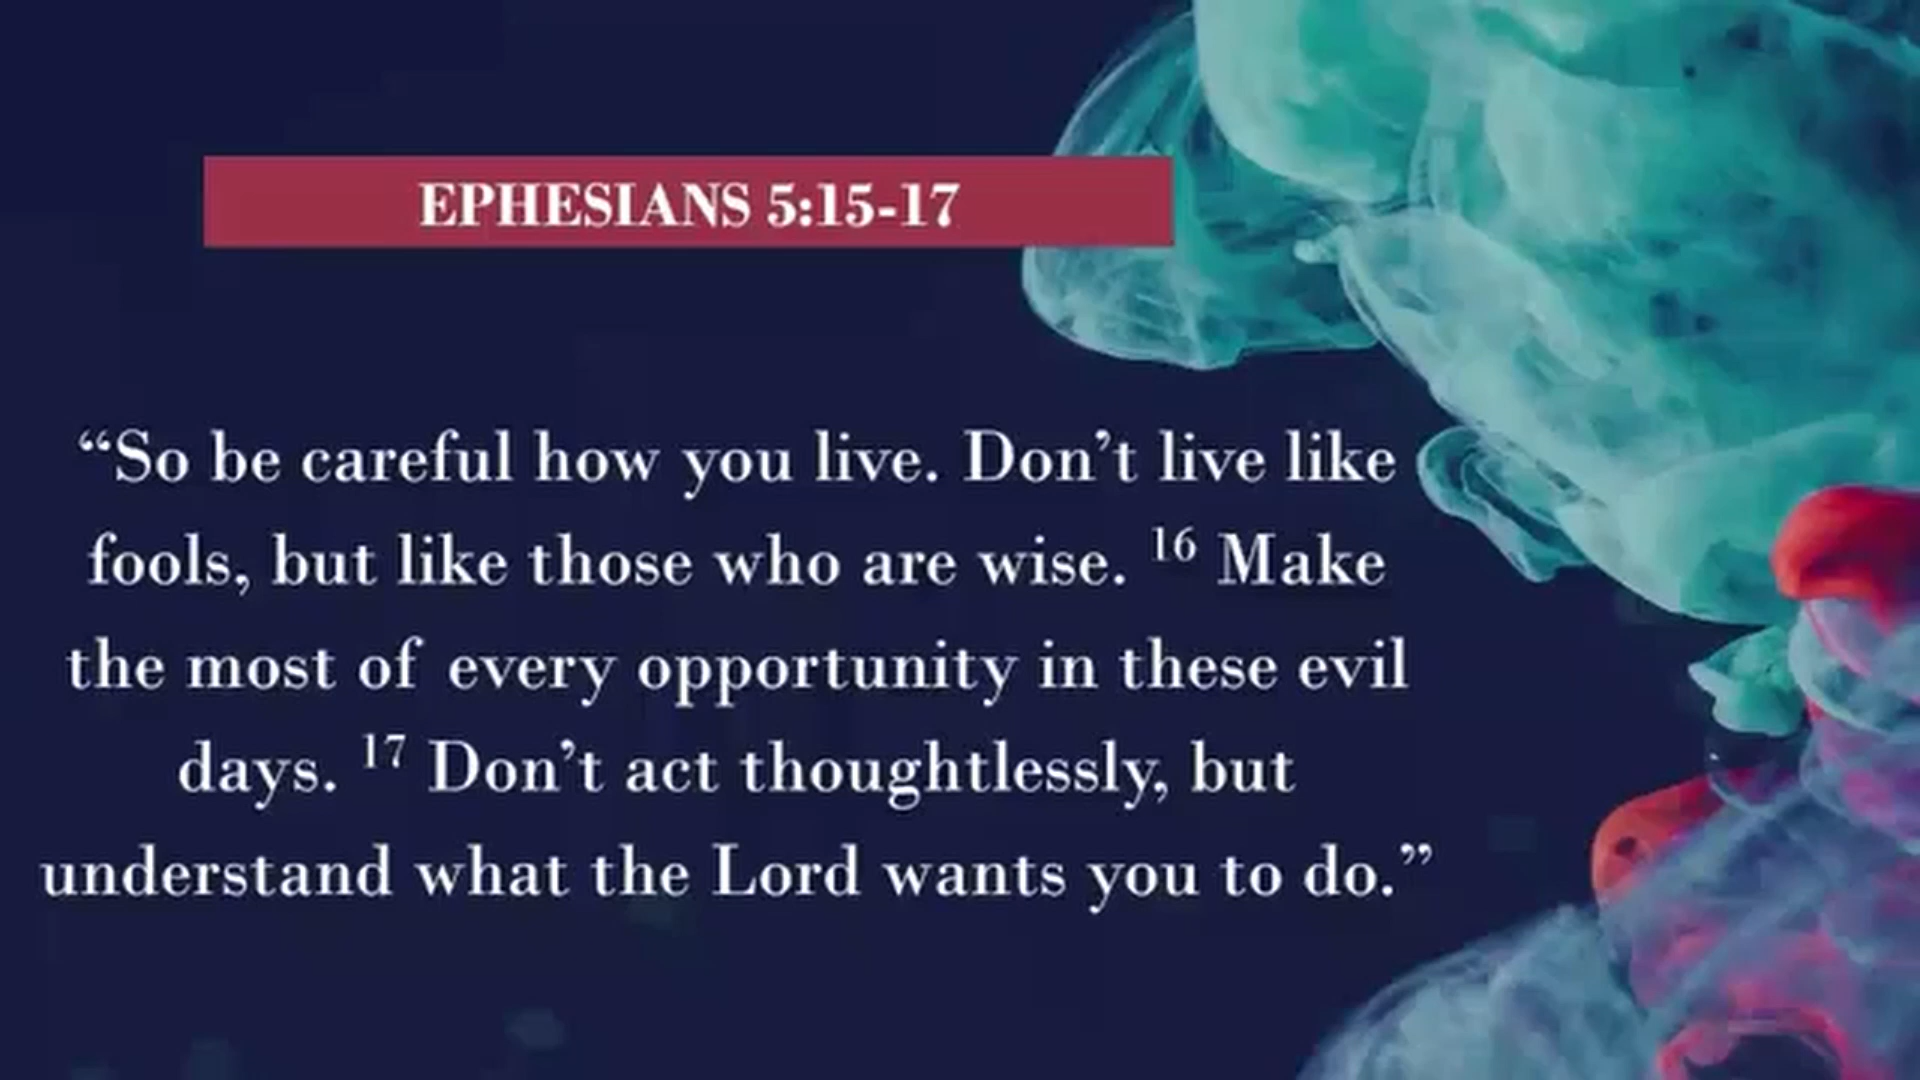 EPHESIANS 5:15-17
“So be careful how you live. Don’t live like
fools, but like those who are wise. 16 Make
the most of every opportunity in these evil
days. 17 Don’t act thoughtlessly, but
understand what the Lord wants you to do.”